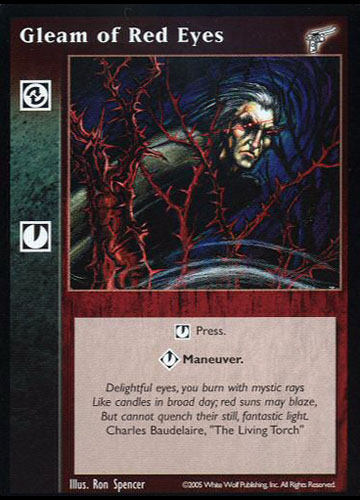 Gleam of Red Eyes
Press.
Maneuver.
Delightful eyes, you burn with mystic rays
Like candles in broad day; red suns may blaze,
But cannot quench their still, fantastic light.
Charles Baudelaire, "The Living Torch"
Illus. Ron Spencer
©2005 White Wolf Publishing, Inc. All Rights Reserved.